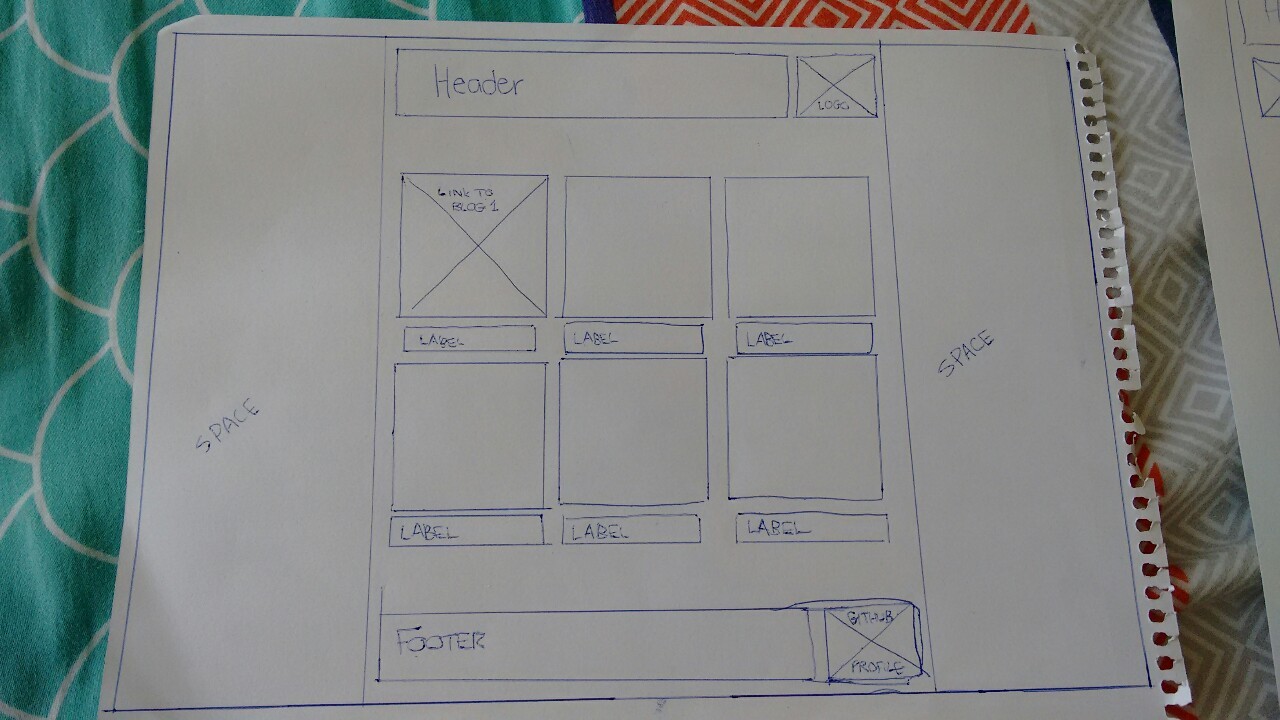 Header
LOGO
LINK TO
BLOG 1
LABEL
LABEL
LABEL
SPACE
SPACE
LABEL
LABEL
LABEL
FOOTER
GITHUB
PROFILE